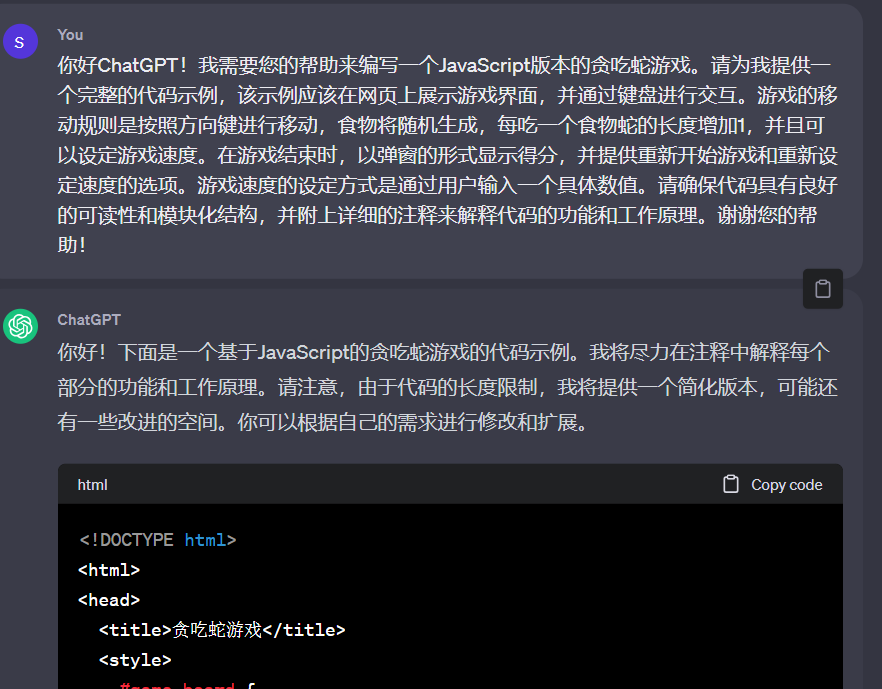 S
You
你好ChatGPT！我需要您的帮助来编写一个JavaScript版本的贪吃蛇游戏。请为我提供一
个完整的代码示例，该示例应该在网页上展示游戏界面，并通过键盘进行交互。游戏的移
动规则是按照方向键进行移动，食物将随机生成，每吃一个食物蛇的长度增加1，并且可
以设定游戏速度。在游戏结束时，以弹窗的形式显示得分，并提供重新开始游戏和重新设
定速度的选项。游戏速度的设定方式是通过用户输入一个具体数值。请确保代码具有良好
的可读性和模块化结构，并附上详细的注释来解释代码的功能和工作原理。谢谢您的帮
助！
ChatGPT
你好！下面是一个基于JavaScript的贪吃蛇游戏的代码示例。我将尽力在注释中解释每个
部分的功能和工作原理。请注意，由于代码的长度限制，我将提供一个简化版本，可能还
有一些改进的空间。你可以根据自己的需求进行修改和扩展。
html
Copy code
<!DOCTYPE html>
<html>
<head>
<title>贪吃蛇游戏</title>
<style>